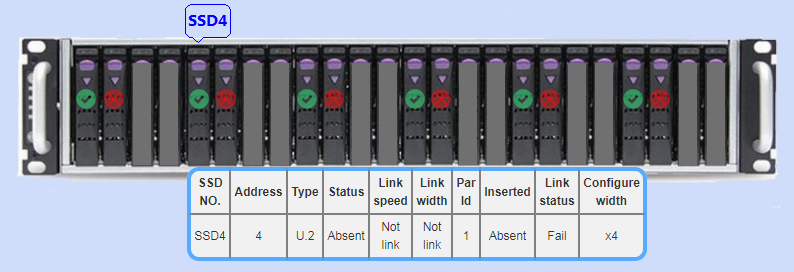 SSD4
SSD NO. Address Type Status Link speed Link width Par Id Inserted Link status Configure width
SSD4 4 U.2 Absent Not link Not link 1 Absent Fail x4